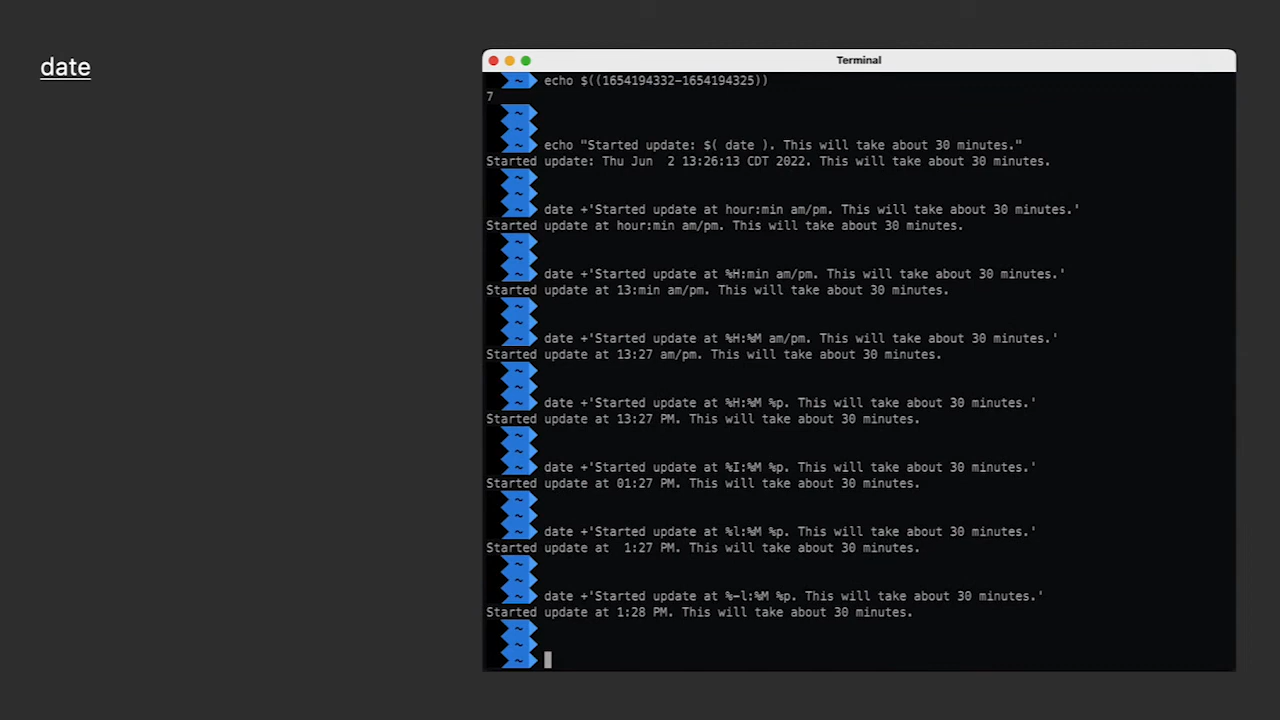 date
Terminal
~ echo $((1654194332-1654194325))
7
~
~
~ echo "Started update: $( date ). This will take about 30 minutes."
Started update: Thu Jun  2 13:26:13 CDT 2022. This will take about 30 minutes.
~
~
~ date +'Started update at hour:min am/pm. This will take about 30 minutes.'
Started update at hour:min am/pm. This will take about 30 minutes.
~
~
~ date +'Started update at %H:min am/pm. This will take about 30 minutes.'
Started update at 13:min am/pm. This will take about 30 minutes.
~
~
~ date +'Started update at %H:%M am/pm. This will take about 30 minutes.'
Started update at 13:27 am/pm. This will take about 30 minutes.
~
~
~ date +'Started update at %H:%M %p. This will take about 30 minutes.'
Started update at 13:27 PM. This will take about 30 minutes.
~
~
~ date +'Started update at %I:%M %p. This will take about 30 minutes.'
Started update at 01:27 PM. This will take about 30 minutes.
~
~
~ date +'Started update at %l:%M %p. This will take about 30 minutes.'
Started update at  1:27 PM. This will take about 30 minutes.
~
~
~ date +'Started update at %-l:%M %p. This will take about 30 minutes.'
Started update at 1:28 PM. This will take about 30 minutes.
~
~
~